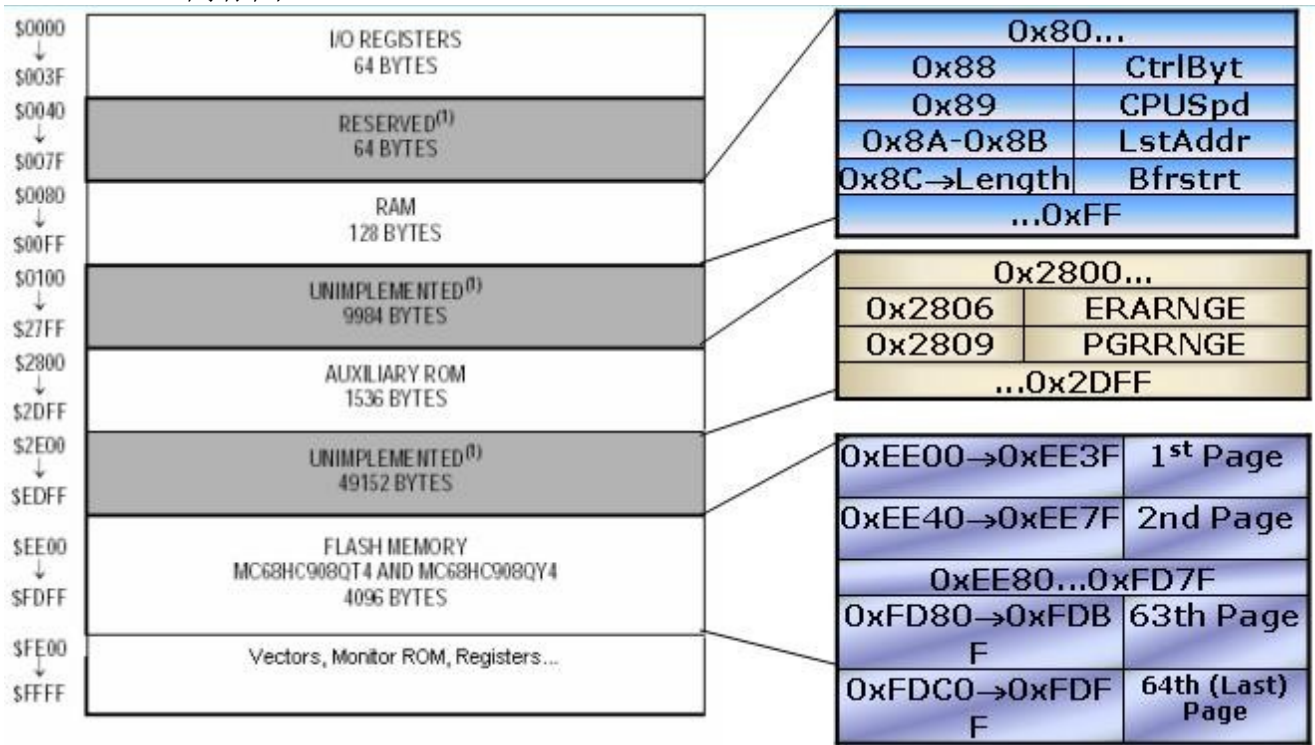 $0000
↓
$003F
I/O REGISTERS
64 BYTES
$0040
↓
$007F
RESERVED(1)
64 BYTES
$0080
↓
$00FF
RAM
128 BYTES
$0100
↓
$27FF
UNIMPLEMENTED(1)
9984 BYTES
$2800
↓
$2DFF
AUXILIARY ROM
1536 BYTES
$2E00
↓
$EDFF
UNIMPLEMENTED(1)
49152 BYTES
$EE00
↓
$FDFF
FLASH MEMORY
MC68HC908QT4 AND MC68HC908QY4
4096 BYTES
$FE00
↓
$FFFF
Vectors, Monitor ROM, Registers...
0x80...
0x88 CtrlByt
0x89 CPUSpd
0x8A-0x8B LstAddr
0x8C→Length Bfrstrt
...0xFF
0x2800...
0x2806 ERARNGE
0x2809 PGRRNGE
...0x2DFF
0xEE00→0xEE3F 1st Page
0xEE40→0xEE7F 2nd Page
0xEE80...0xFD7F
0xFD80→0xFDB
F
63th Page
0xFDC0→0xFDF
F
64th (Last)
Page